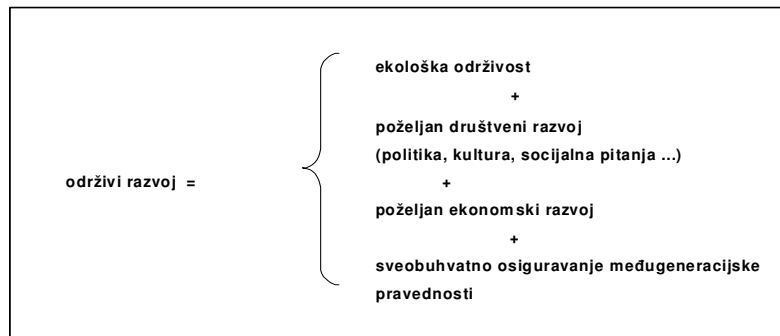 ekološka održivost
+
poželjan društveni razvoj
(politika, kultura, socijalna pitanja ...)
održivi razvoj =
+
poželjan ekonomski razvoj
+
sveobuhvatno osiguravanje međugeneracijske
pravednosti